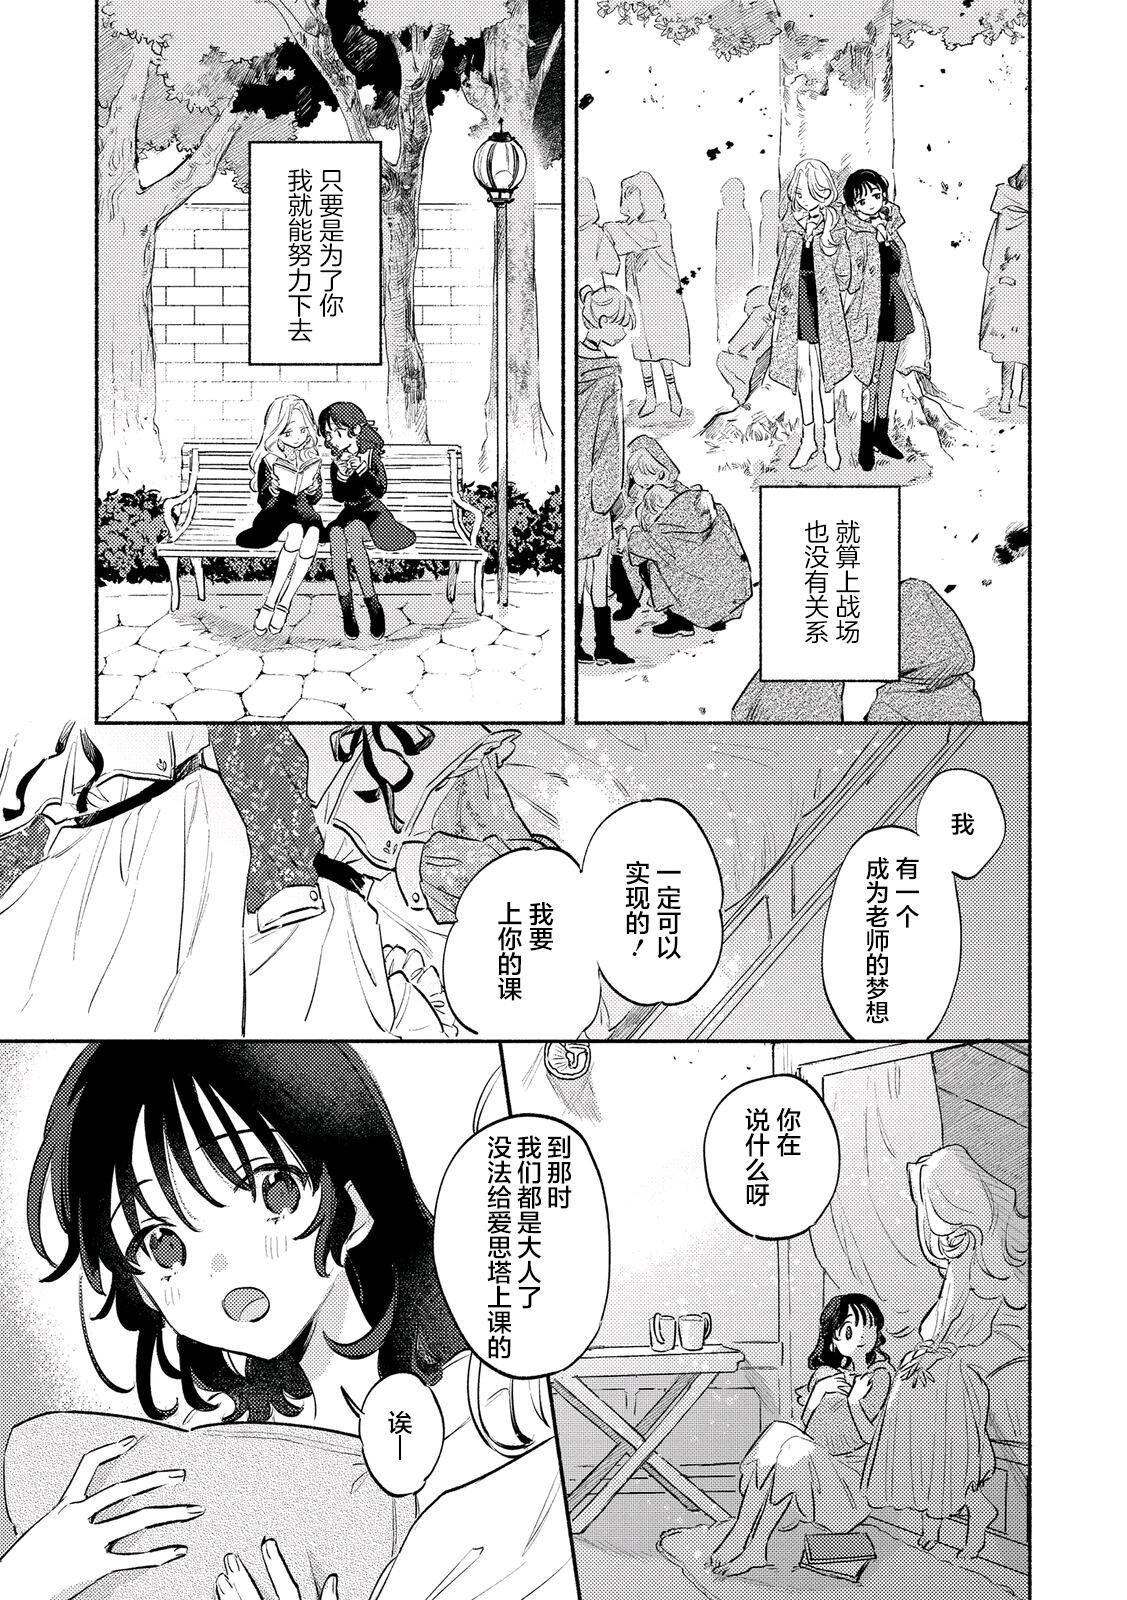 就算上战场
也没有关系
只要是为了你
我就能努力下去
我
有一个
成为老师的梦想
一定可以
实现的！
我要
上你的课
你在
说什么呀
到那时
我们都是大人了
没法给爱思塔上课的
诶—